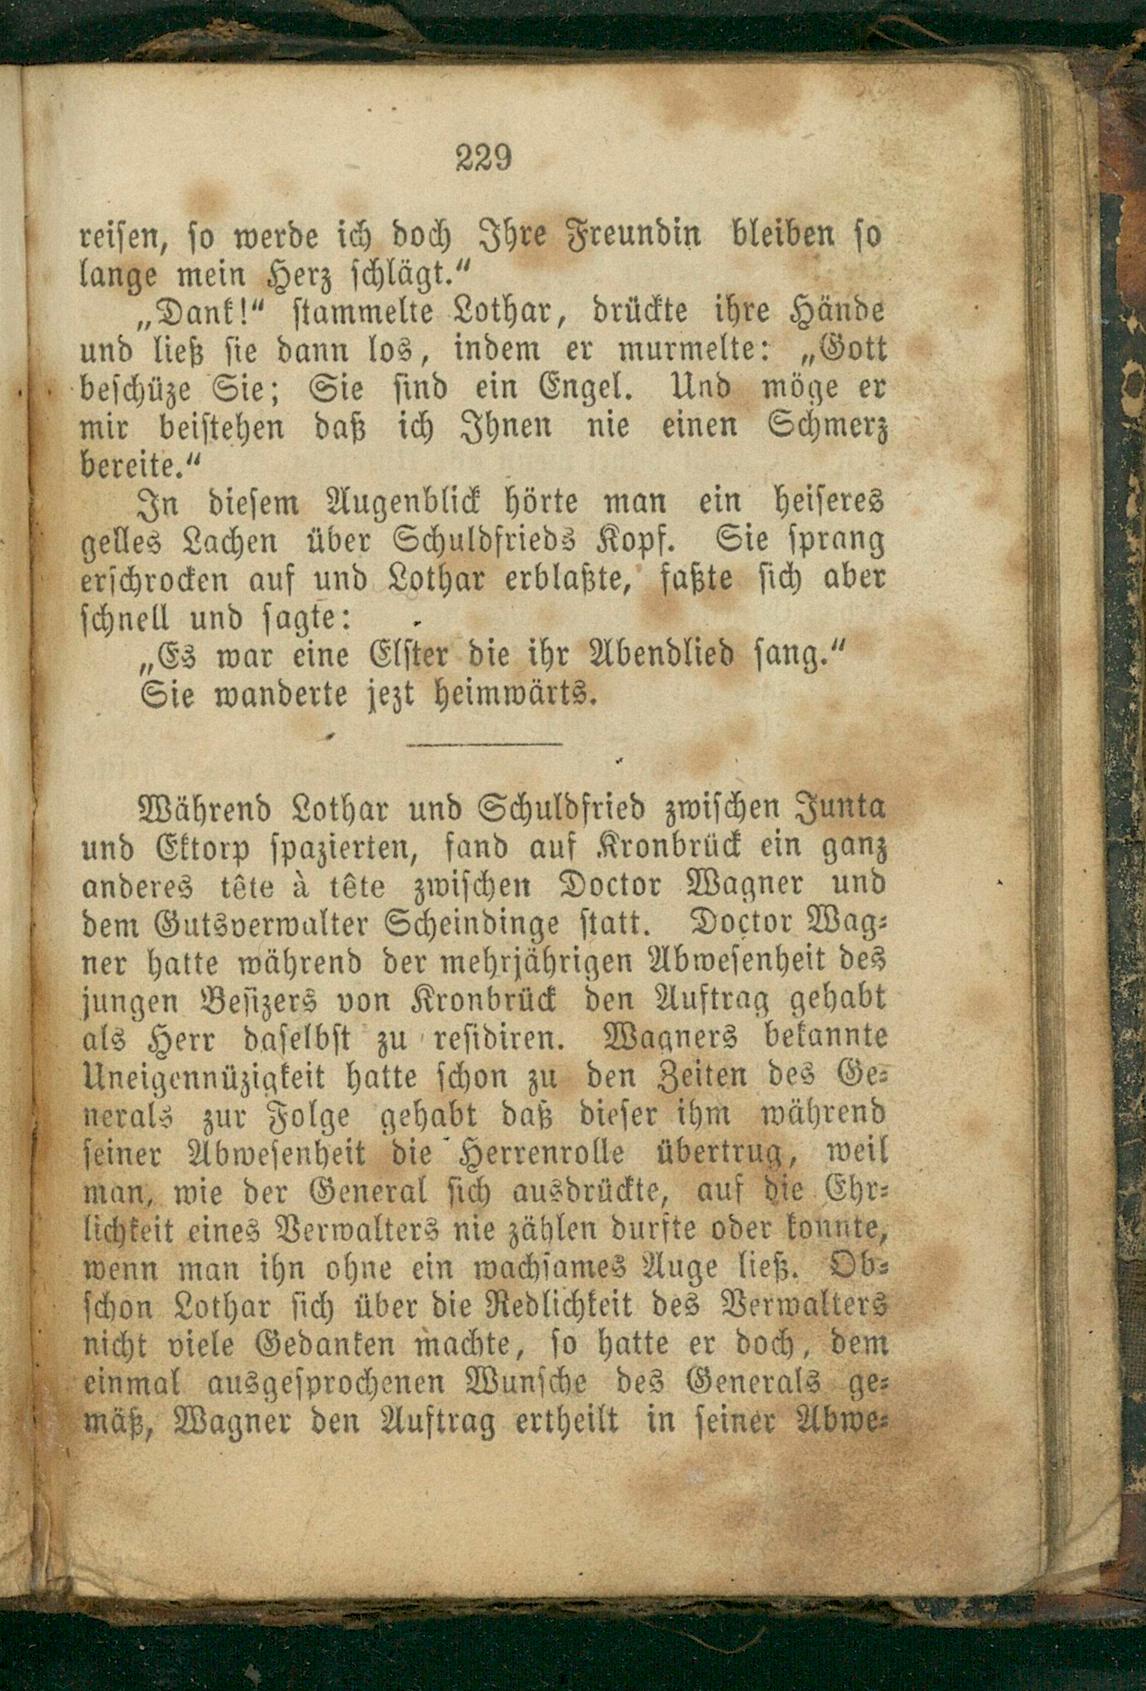 229
reisen, so werde ich doch Ihre Freundin bleiben so
lange mein Herz schlägt.“
„Dank!“ stammelte Lothar, drückte ihre Hände
und ließ sie dann los, indem er murmelte: „Gott
beschüze Sie; Sie sind ein Engel. Und möge er
mir beistehen daß ich Ihnen nie einen Schmerz
bereite.“
In diesem Augenblick hörte man ein heiseres
gelles Lachen über Schuldfrieds Kopf. Sie sprang
erschrocken auf und Lothar erblaßte, faßte sich aber
schnell und sagte:
„Es war eine Elster die ihr Abendlied sang.“
Sie wanderte jezt heimwärts.
Während Lothar und Schuldfried zwischen Junta
und Ektorp spazierten, fand auf Kronbrück ein ganz
anderes tête à tête zwischen Doctor Wagner und
dem Gutsverwalter Scheindinge statt. Doctor Wag-
ner hatte während der mehrjährigen Abwesenheit des
jungen Besizers von Kronbrück den Auftrag gehabt
als Herr daselbst zu residiren. Wagners bekannte
Uneigennüzigkeit hatte schon zu den Zeiten des Ge-
nerals zur Folge gehabt daß dieser ihm während
seiner Abwesenheit die Herrenrolle übertrug, weil
man, wie der General sich ausdrückte, auf die Ehr-
lichkeit eines Verwalters nie zählen durfte oder konnte,
wenn man ihn ohne ein wachsames Auge ließ. Ob-
schon Lothar sich über die Redlichkeit des Verwalters
nicht viele Gedanken machte, so hatte er doch, dem
einmal ausgesprochenen Wunsche des Generals ge-
mäß, Wagner den Auftrag ertheilt in seiner Abwe-